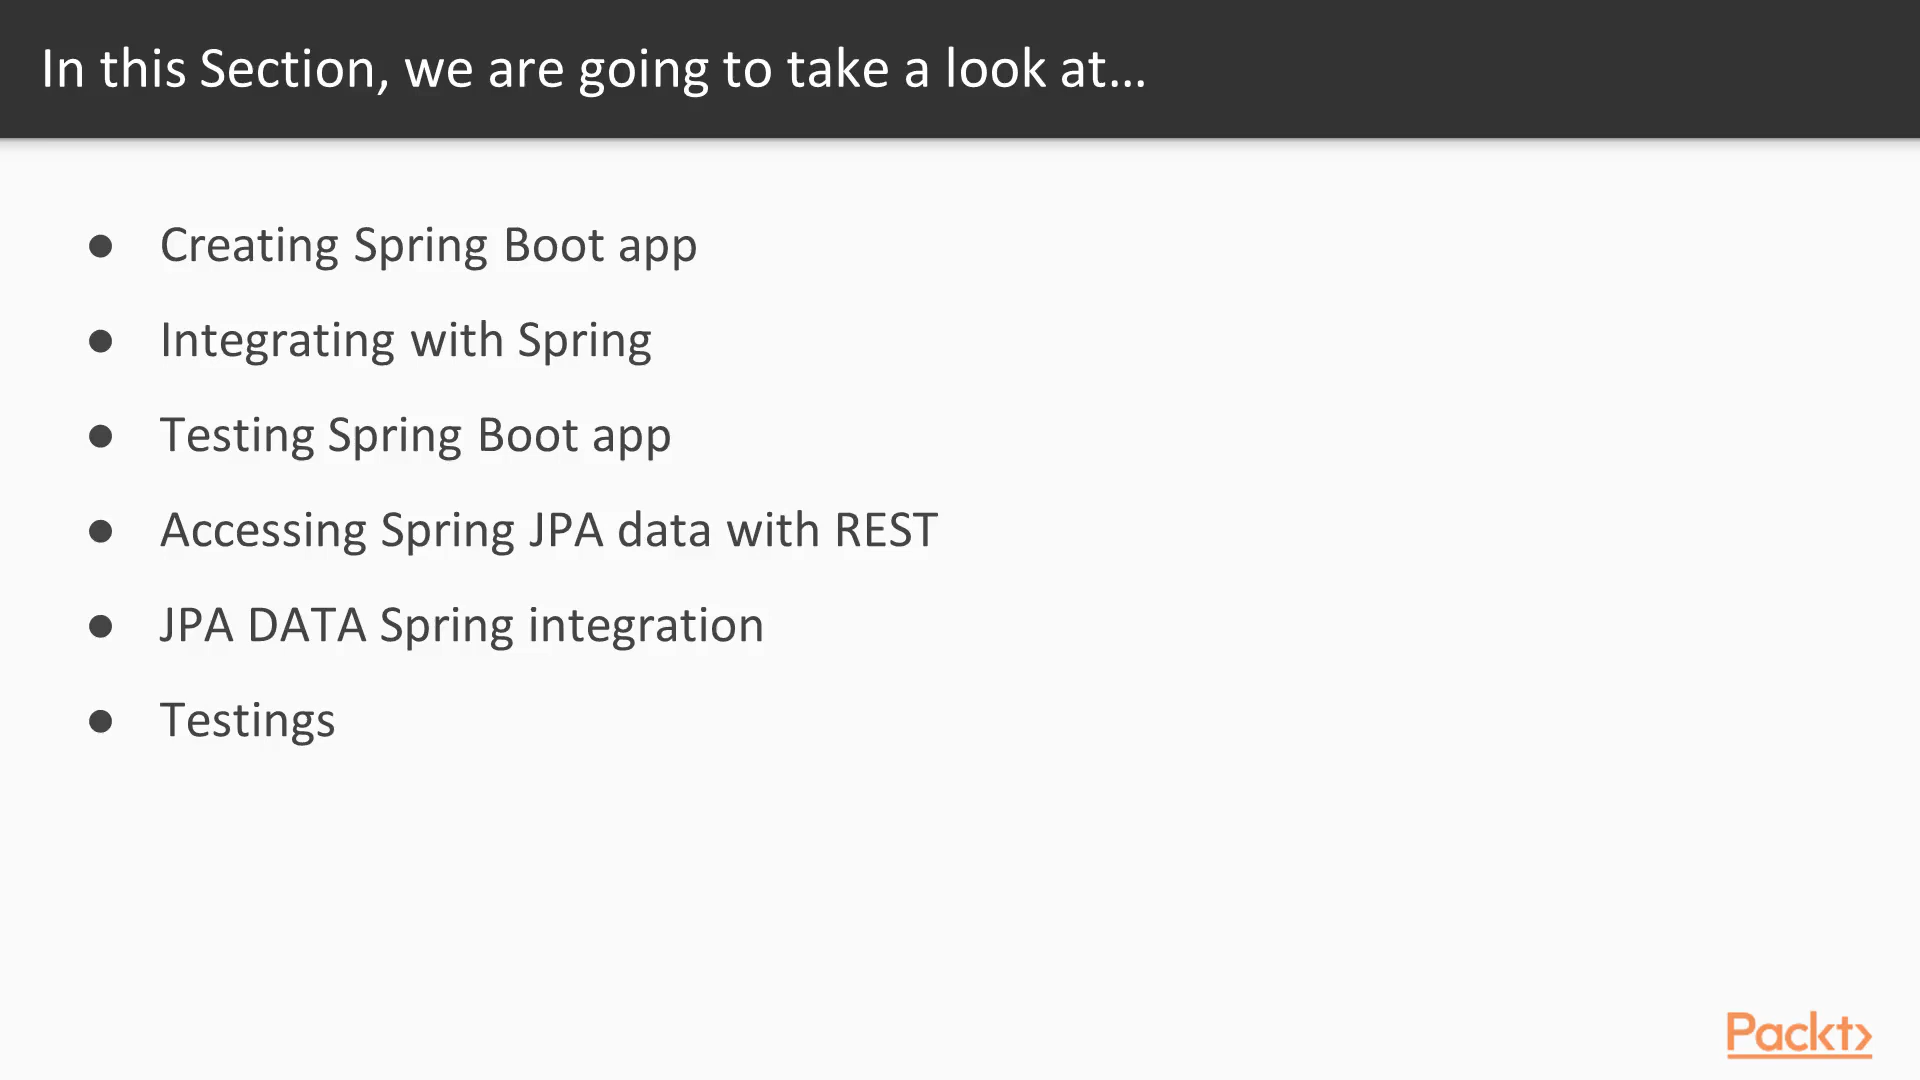 In this Section, we are going to take a look at...
● Creating Spring Boot app
● Integrating with Spring
● Testing Spring Boot app
● Accessing Spring JPA data with REST
● JPA DATA Spring integration
● Testings
Packt>